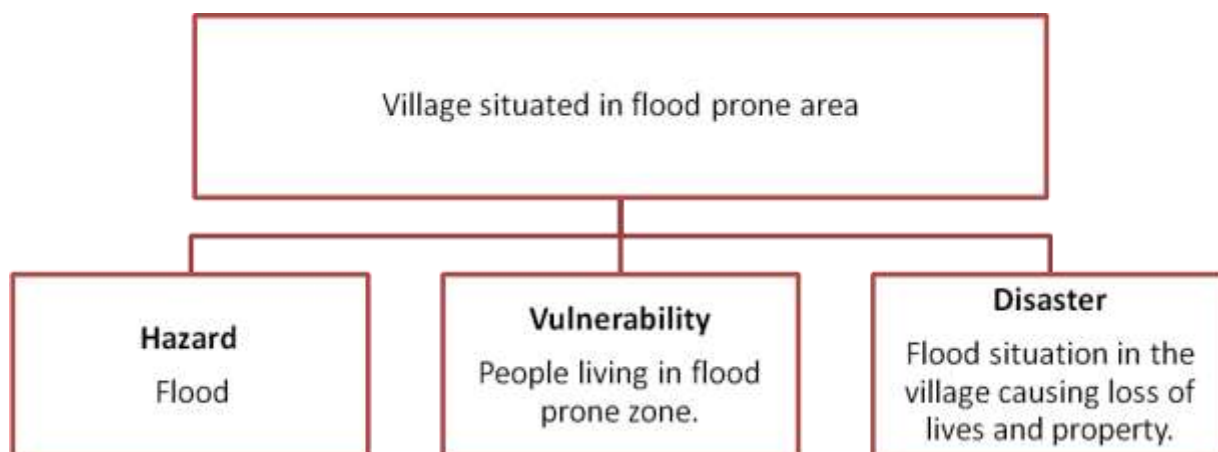 Village situated in flood prone area
Hazard
Flood
Vulnerability
People living in flood
prone zone.
Disaster
Flood situation in the
village causing loss of
lives and property.